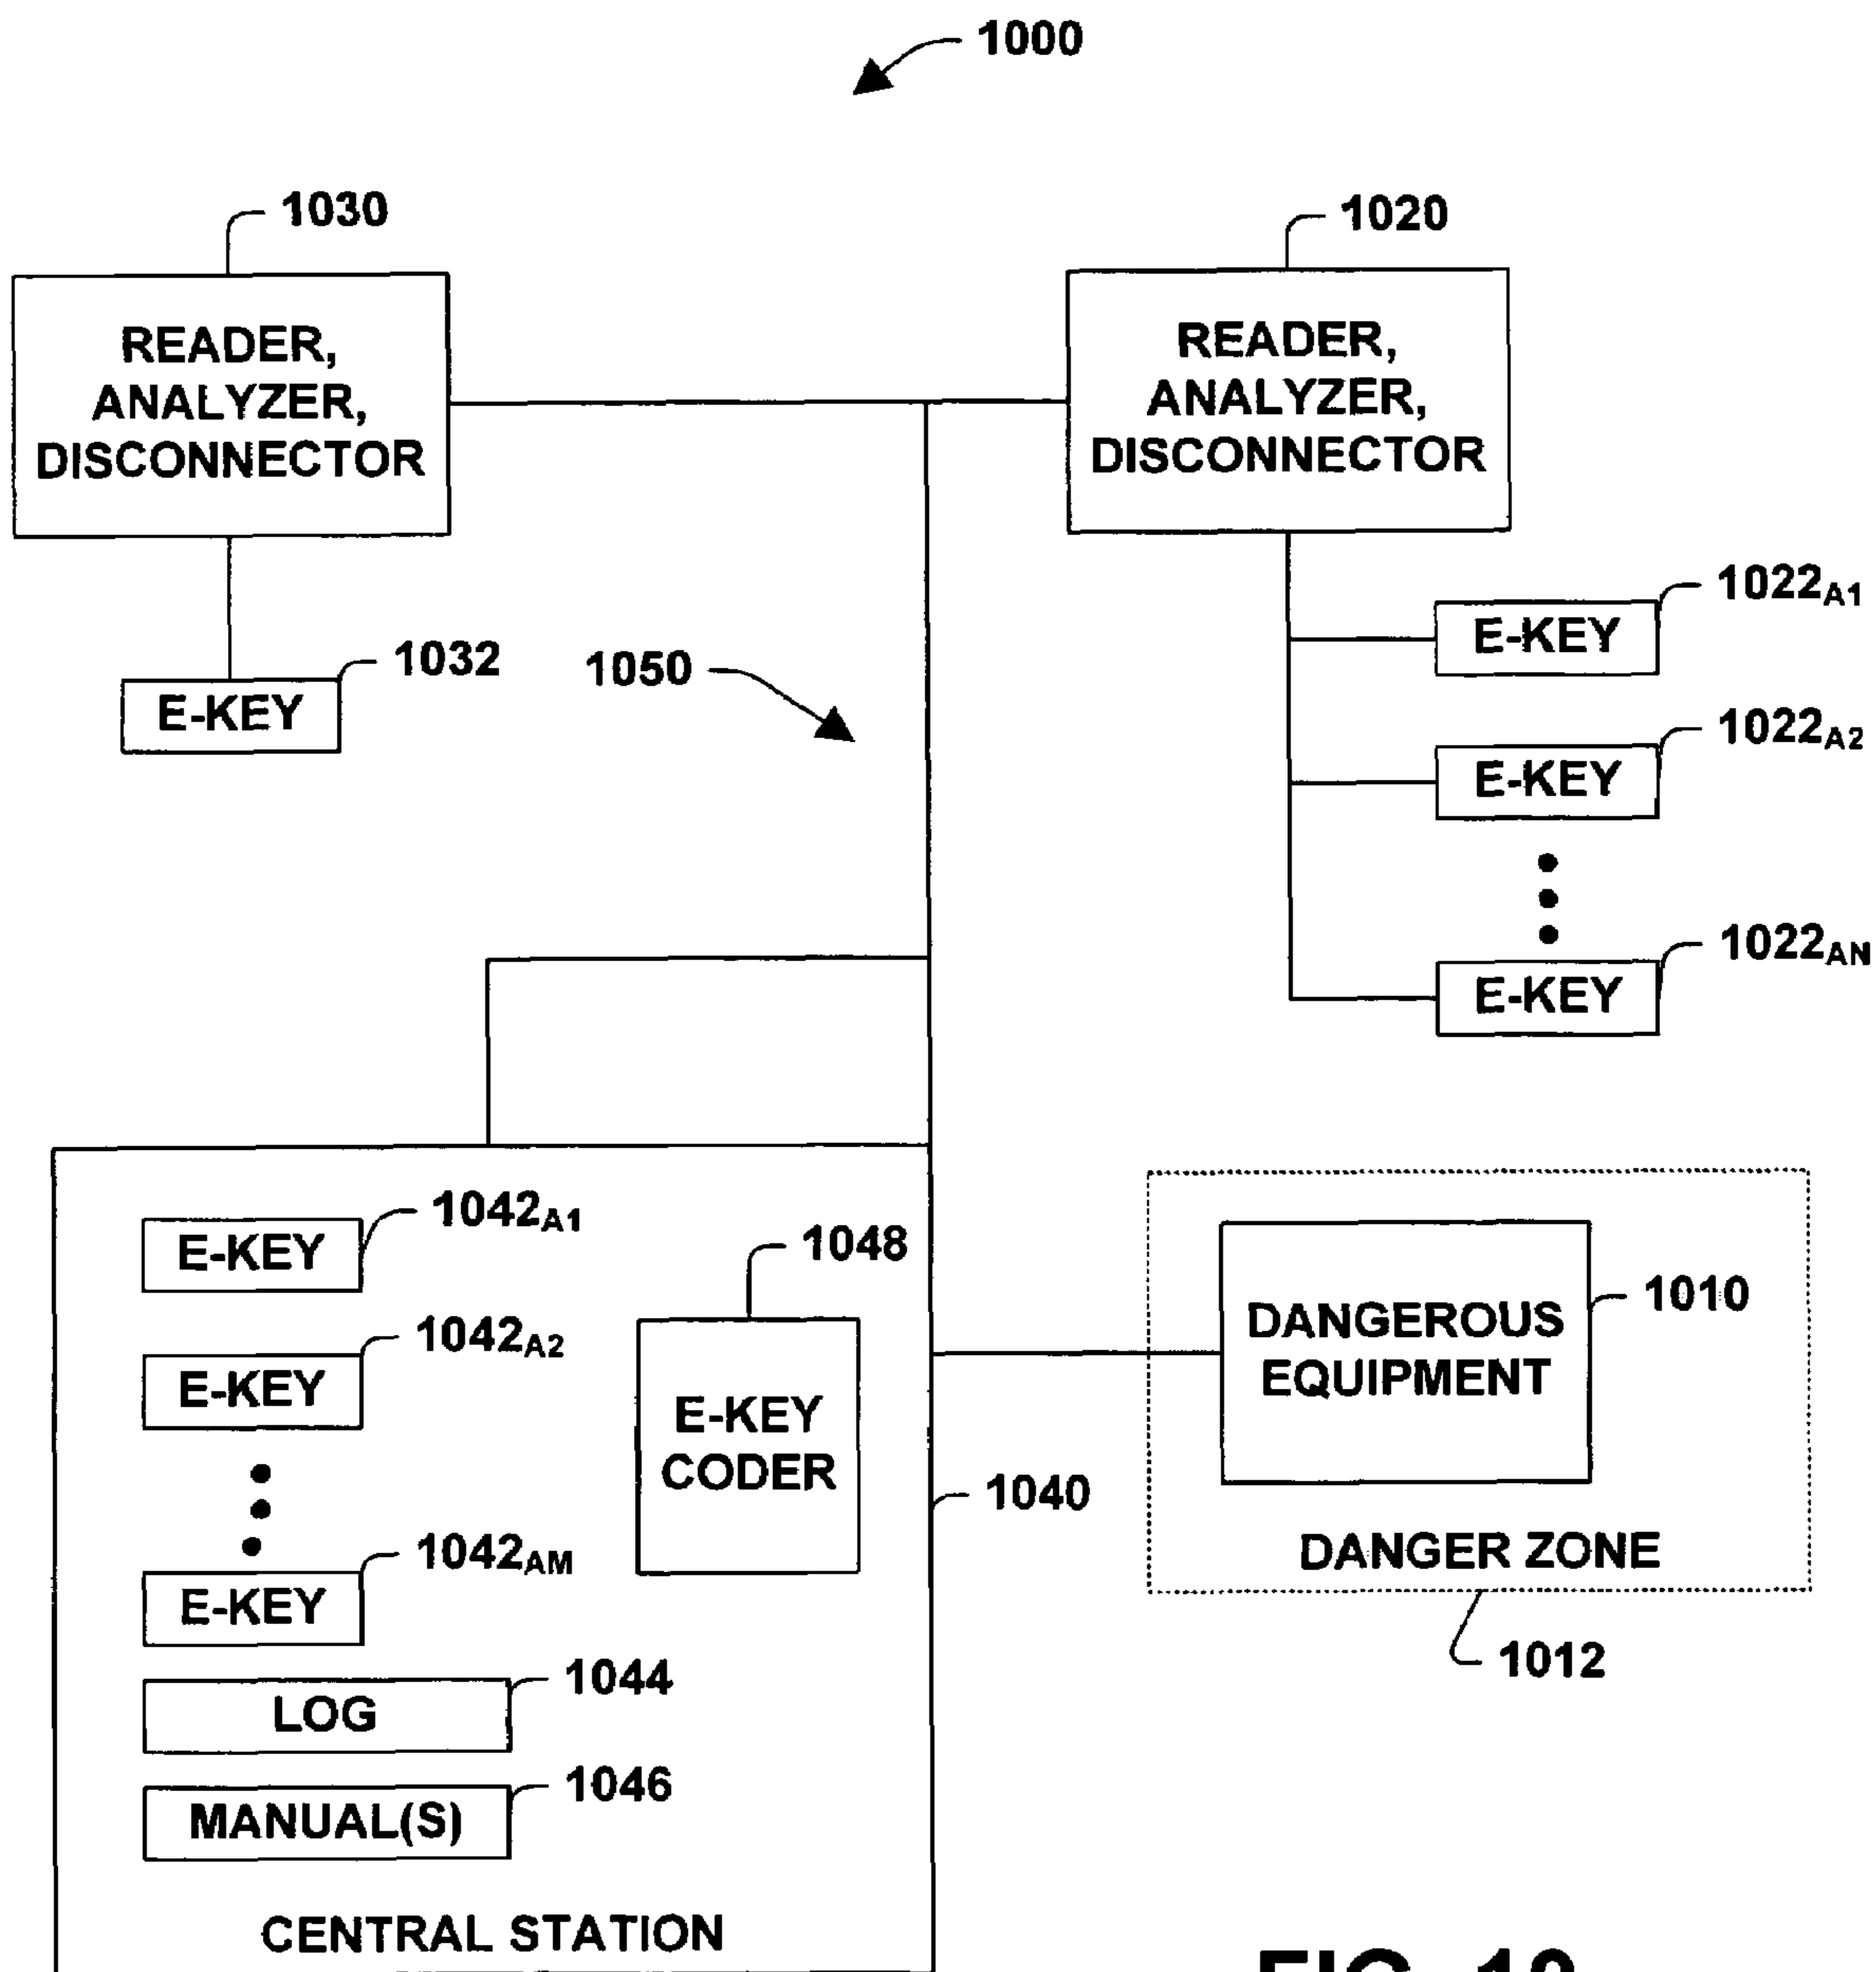 1000
1030
1020
READER,
ANALYZER,
DISCONNECTOR
READER,
ANALYZER,
DISCONNECTOR
1022A1
E-KEY
1032
E-KEY
1050
1022A2
E-KEY
1022AN
E-KEY
1042A1
E-KEY
1048
1042A2
E-KEY
E-KEY
CODER
1042AM
E-KEY
1040
DANGEROUS
EQUIPMENT
1010
DANGER ZONE
1012
1044
LOG
1046
MANUAL(S)
CENTRAL STATION